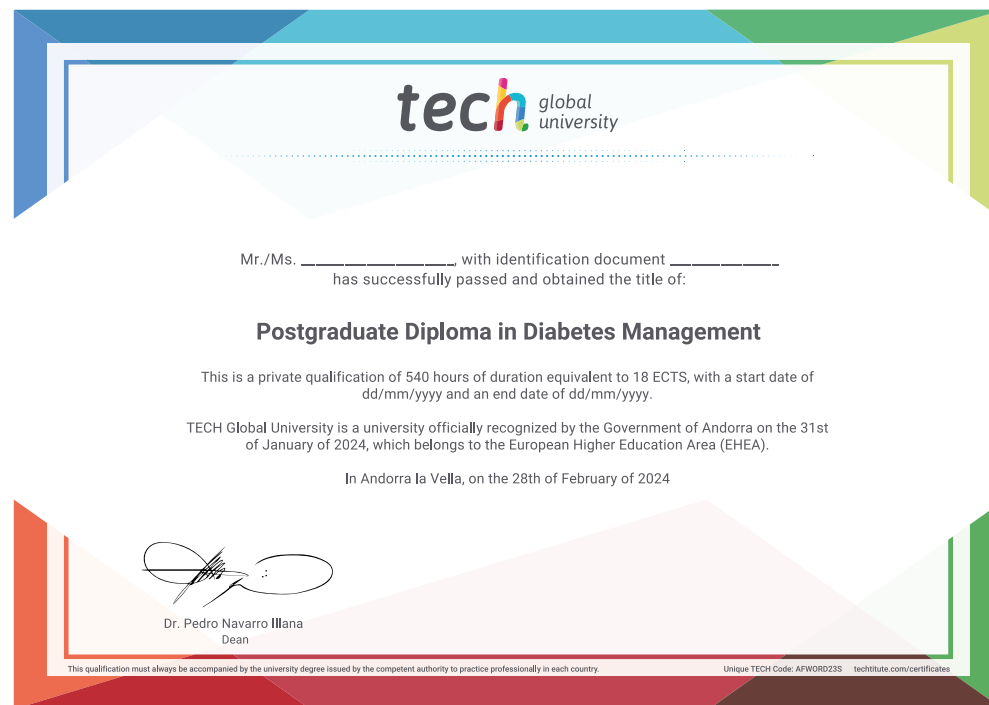 tech global
university
Mr./Ms. ____________________, with identification document ______________
has successfully passed and obtained the title of:
Postgraduate Diploma in Diabetes Management
This is a private qualification of 540 hours of duration equivalent to 18 ECTS, with a start date of
dd/mm/yyyy and an end date of dd/mm/yyyy.
TECH Global University is a university officially recognized by the Government of Andorra on the 31st
of January of 2024, which belongs to the European Higher Education Area (EHEA).
In Andorra la Vella, on the 28th of February of 2024
Dr. Pedro Navarro Illana
Dean
This qualification must always be accompanied by the university degree issued by the competent authority to practice professionally in each country. Unique TECH Code: AFWORD23S techtitute.com/certificates